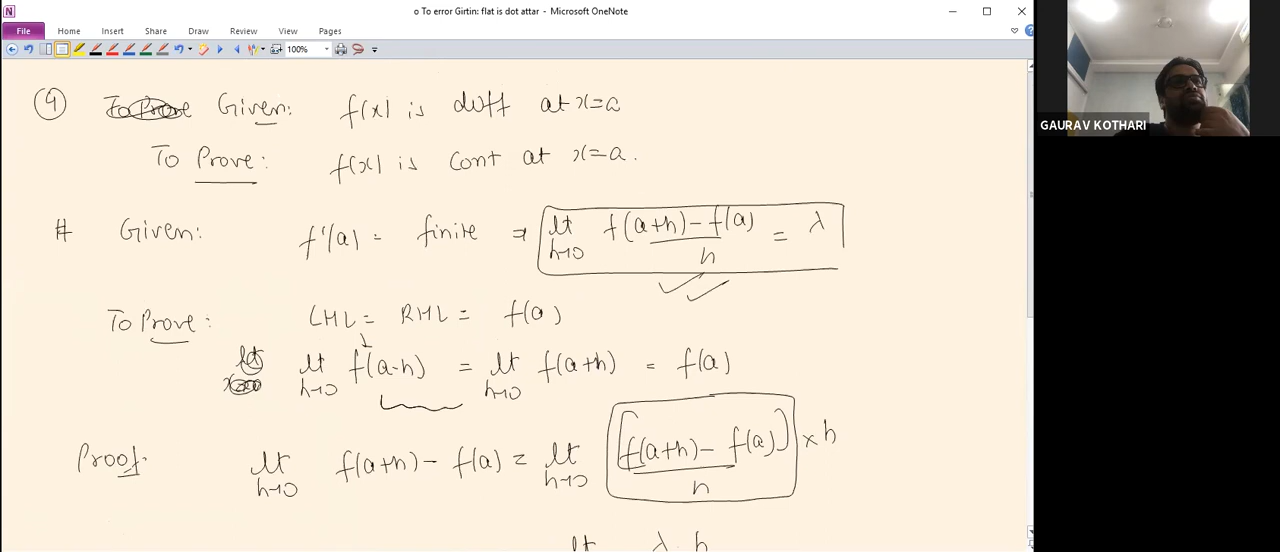 o To error Girtin: flat is dot attar - Microsoft OneNote
File Home Insert Share Draw Review View Pages
100%
GAURAV KOTHARI
④ To Prove Given: f(x) is diff at x=a
To Prove: f(x) is cont at x=a.
# Given: f'(a) = finite ⇒ lt h→0 f(a+h)-f(a) / h = λ
To Prove: LHL = RHL = f(a)
lt h→0 f(a-h) = lt h→0 f(a+h) = f(a)
Proof: lt h→0 f(a+h)-f(a) = lt h→0 [f(a+h)-f(a) / h] × h
lt λ.h